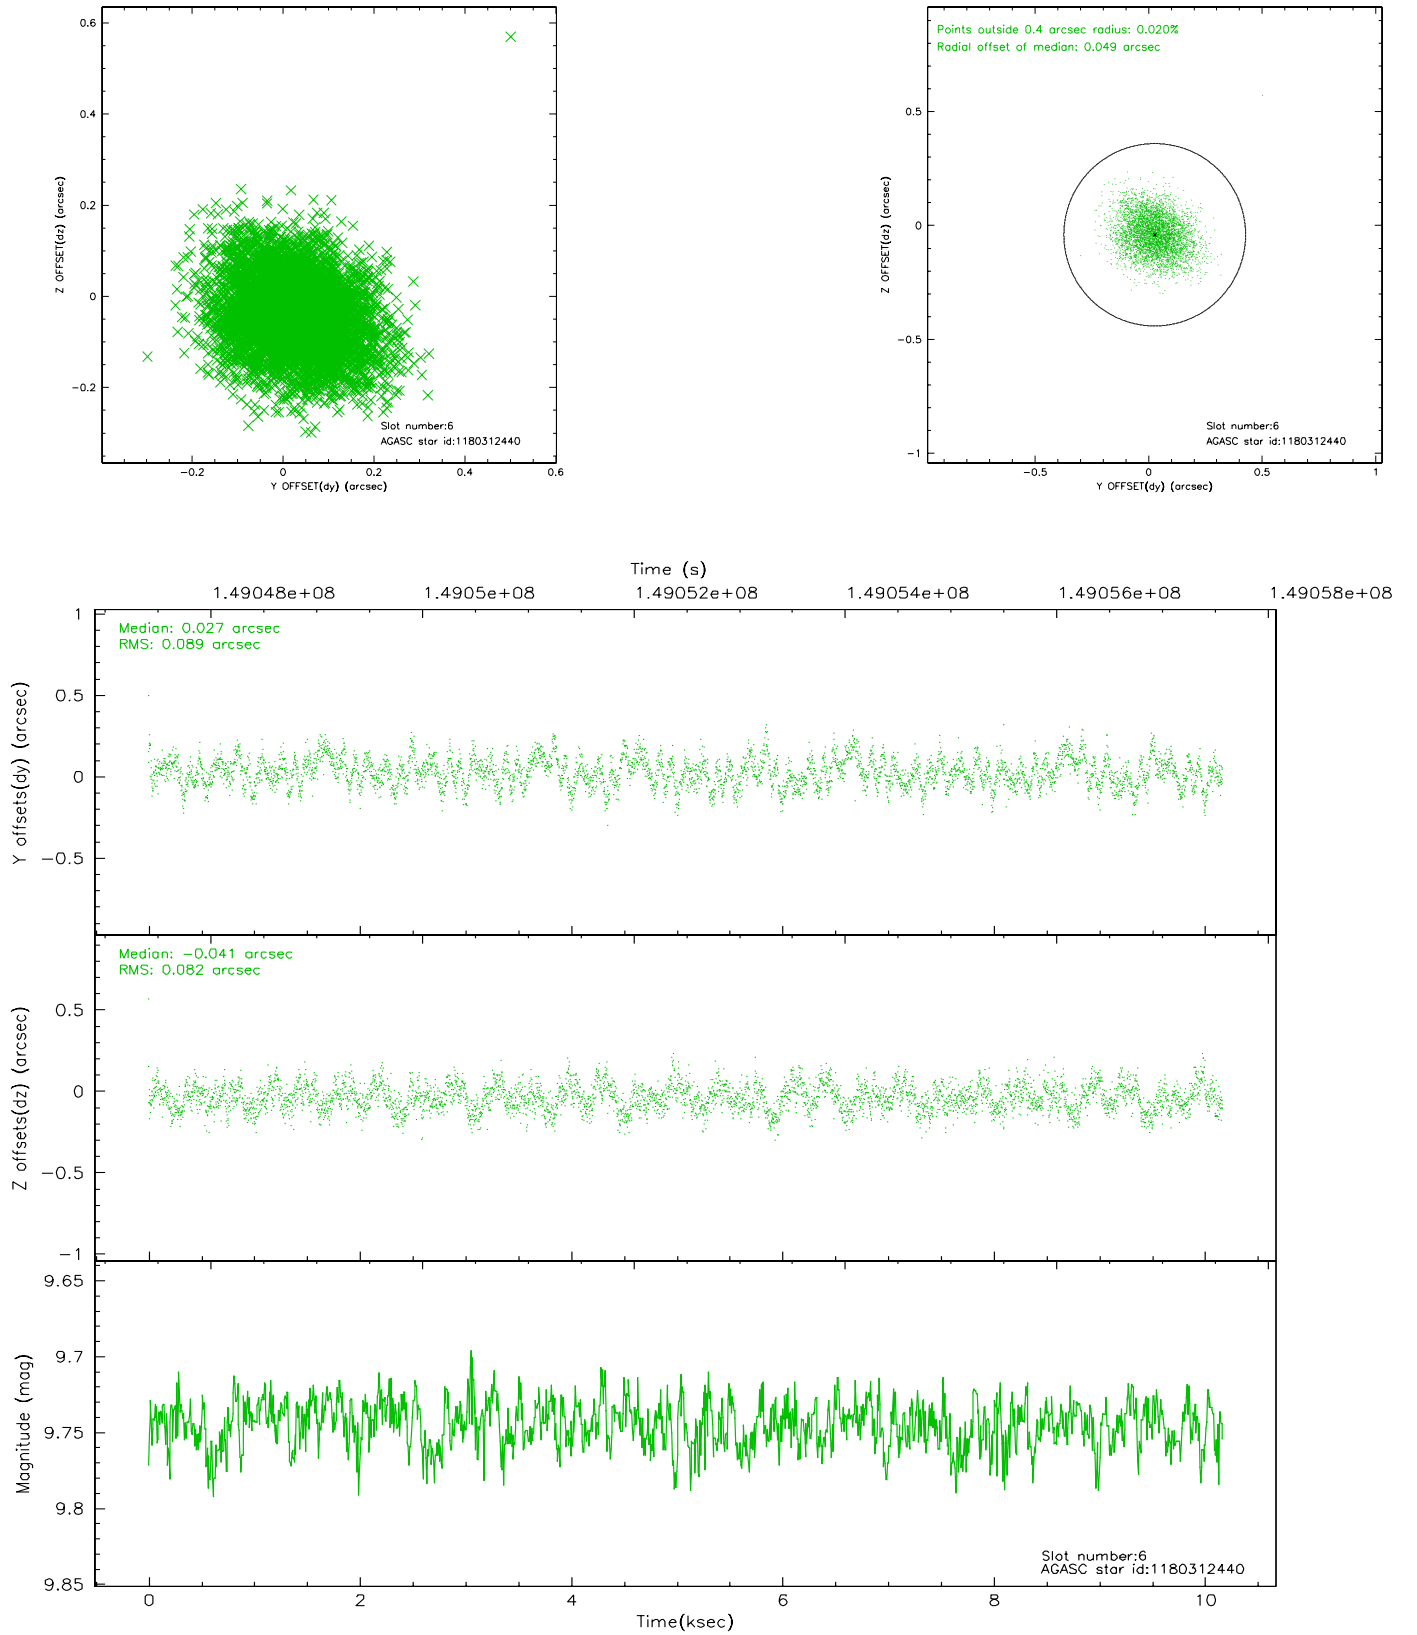 0.6
0.4
0.2
0
−0.2
Z OFFSET(dz) (arcsec)
Slot number:6
AGASC star id:1180312440
−0.2 0 0.2 0.4 0.6
Y OFFSET(dy) (arcsec)
Points outside 0.4 arcsec radius: 0.020%
Radial offset of median: 0.049 arcsec
0.5
0
−0.5
−1
Z OFFSET(dz) (arcsec)
Slot number:6
AGASC star id:1180312440
−0.5 0 0.5 1
Y OFFSET(dy) (arcsec)
Time (s)
1.49048e+08 1.4905e+08 1.49052e+08 1.49054e+08 1.49056e+08 1.49058e+08
Median: 0.027 arcsec
RMS: 0.089 arcsec
1
0.5
0
−0.5
Y offsets(dy) (arcsec)
Median: −0.041 arcsec
RMS: 0.082 arcsec
0.5
0
−0.5
−1
Z offsets(dz) (arcsec)
9.65
9.7
9.75
9.8
9.85
Magnitude (mag)
Slot number:6
AGASC star id:1180312440
0 2 4 6 8 10
Time(ksec)